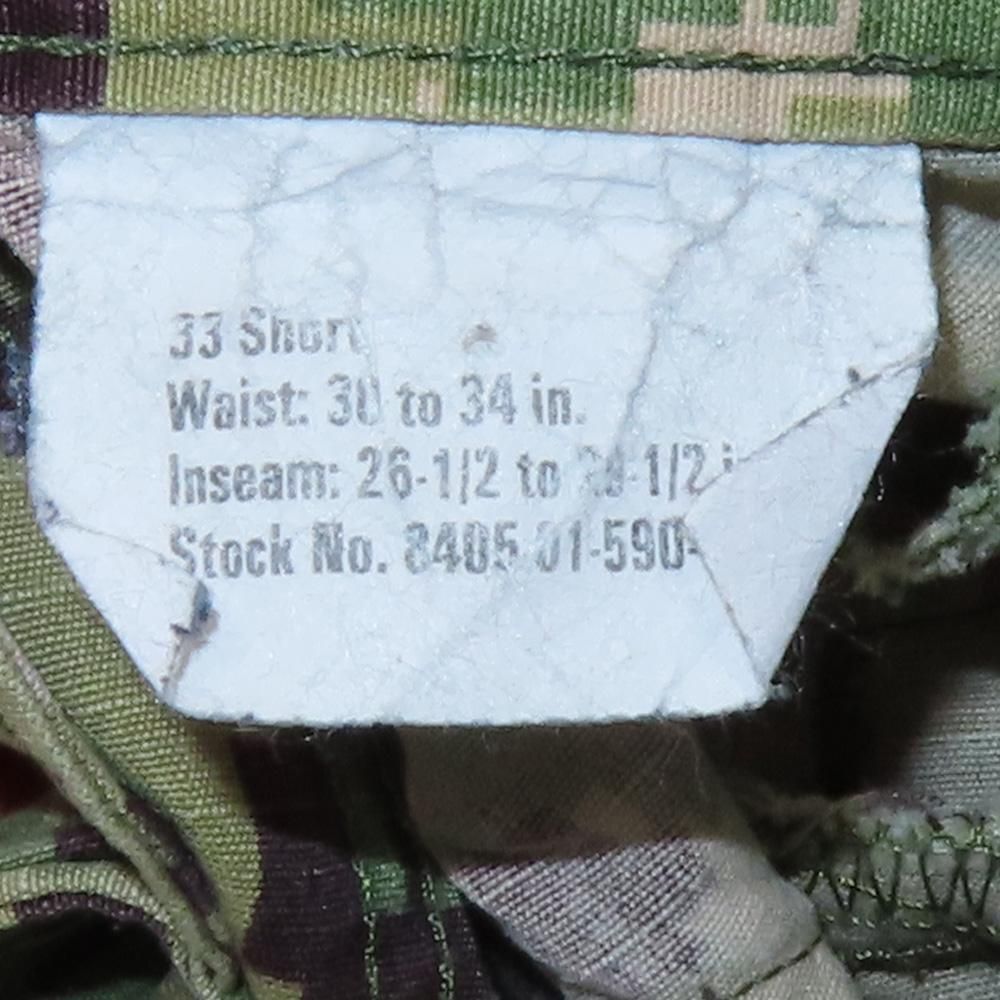 33 Short
Waist: 30 to 34 in.
Inseam: 26-1/2 to
Stock No. 8405-01-590-